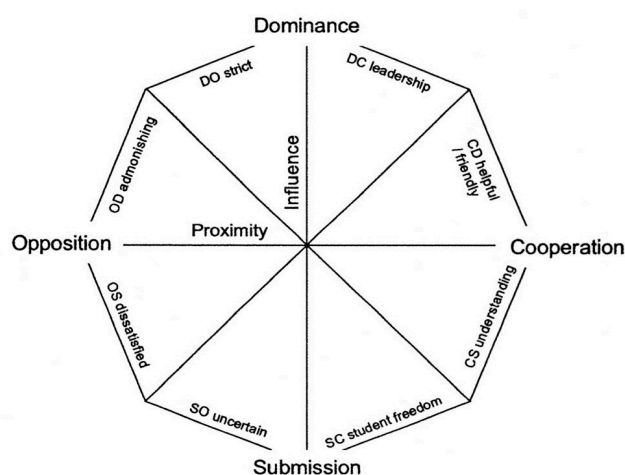 Dominance
DO strict
DC leadership
OD admonishing
Influence
CD helpful
/ friendly
Proximity
Opposition
Cooperation
OS dissatisfied
CS understanding
SO uncertain
SC student freedom
Submission